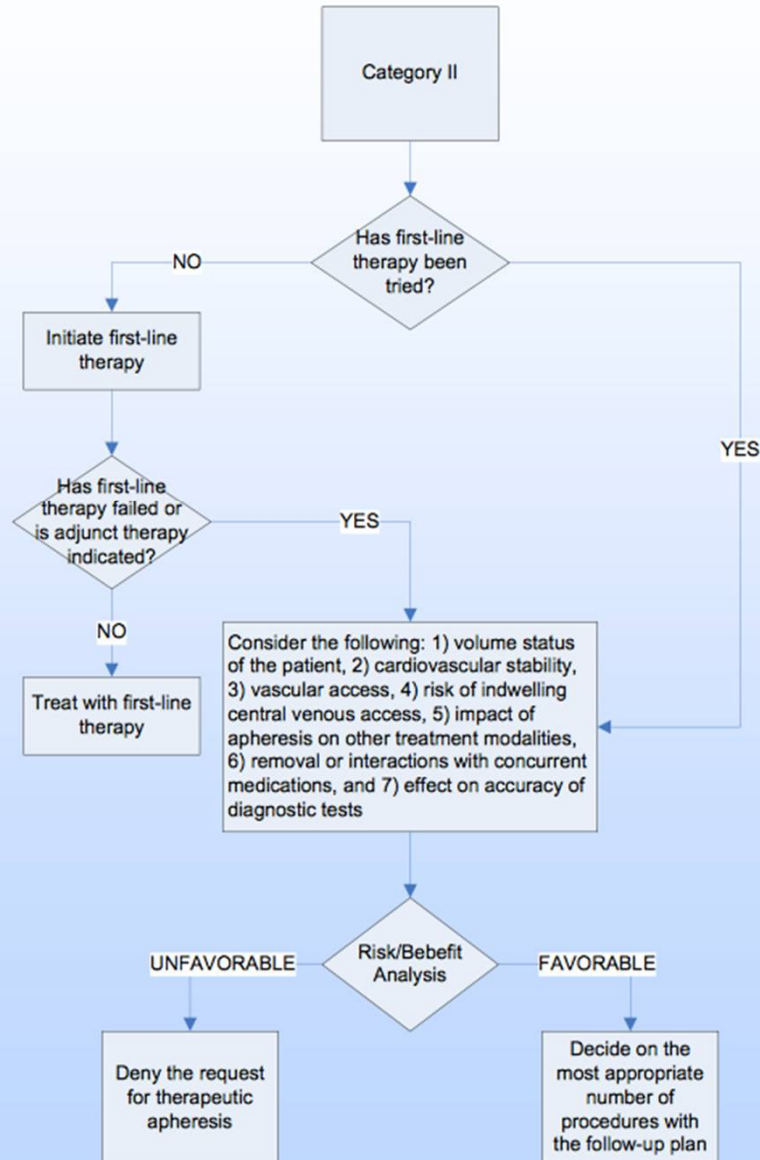 Category II
Has first-line
therapy been
tried?
NO
YES
Initiate first-line
therapy
Has first-line
therapy failed or
is adjunct therapy
indicated?
YES
NO
Treat with first-line
therapy
Consider the following: 1) volume status
of the patient, 2) cardiovascular stability,
3) vascular access, 4) risk of indwelling
central venous access, 5) impact of
apheresis on other treatment modalities,
6) removal or interactions with concurrent
medications, and 7) effect on accuracy of
diagnostic tests
Risk/Bebefit
Analysis
UNFAVORABLE
FAVORABLE
Deny the request
for therapeutic
apheresis
Decide on the
most appropriate
number of
procedures with
the follow-up plan